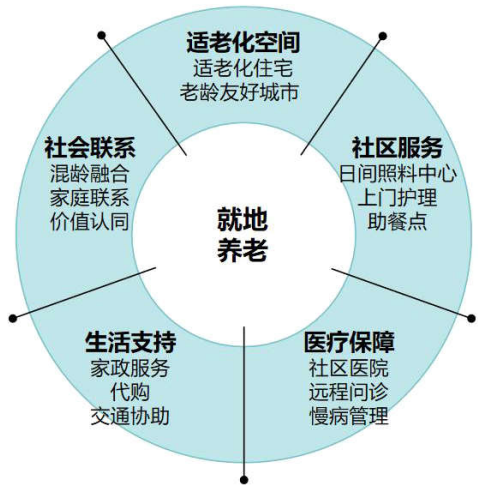 适老化空间
适老化住宅
老龄友好城市
社会联系
混龄融合
家庭联系
价值认同
社区服务
日间照料中心
上门护理
助餐点
就地
养老
生活支持
家政服务
代购
交通协助
医疗保障
社区医院
远程问诊
慢病管理